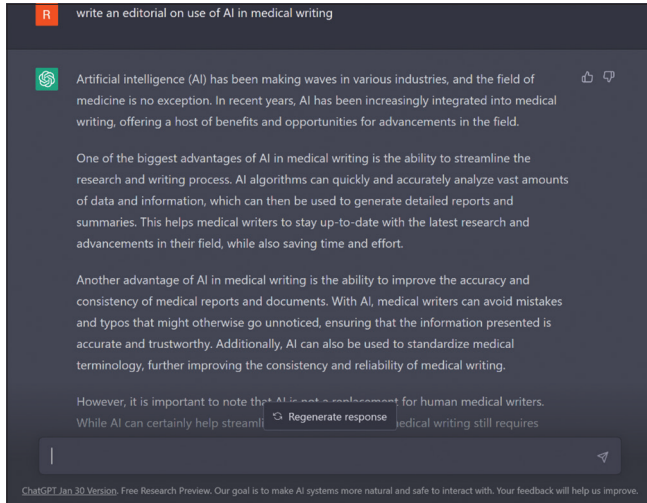 R write an editorial on use of AI in medical writing
Artificial intelligence (AI) has been making waves in various industries, and the field of
medicine is no exception. In recent years, AI has been increasingly integrated into medical
writing, offering a host of benefits and opportunities for advancements in the field.
One of the biggest advantages of AI in medical writing is the ability to streamline the
research and writing process. AI algorithms can quickly and accurately analyze vast amounts
of data and information, which can then be used to generate detailed reports and
summaries. This helps medical writers to stay up-to-date with the latest research and
advancements in their field, while also saving time and effort.
Another advantage of AI in medical writing is the ability to improve the accuracy and
consistency of medical reports and documents. With AI, medical writers can avoid mistakes
and typos that might otherwise go unnoticed, ensuring that the information presented is
accurate and trustworthy. Additionally, AI can also be used to standardize medical
terminology, further improving the consistency and reliability of medical writing.
However, it is important to note that AI is not a replacement for human medical writers.
While AI can certainly help streamli medical writing still requires
Regenerate response
ChatGPT Jan 30 Version. Free Research Preview. Our goal is to make AI systems more natural and safe to interact with. Your feedback will help us improve.